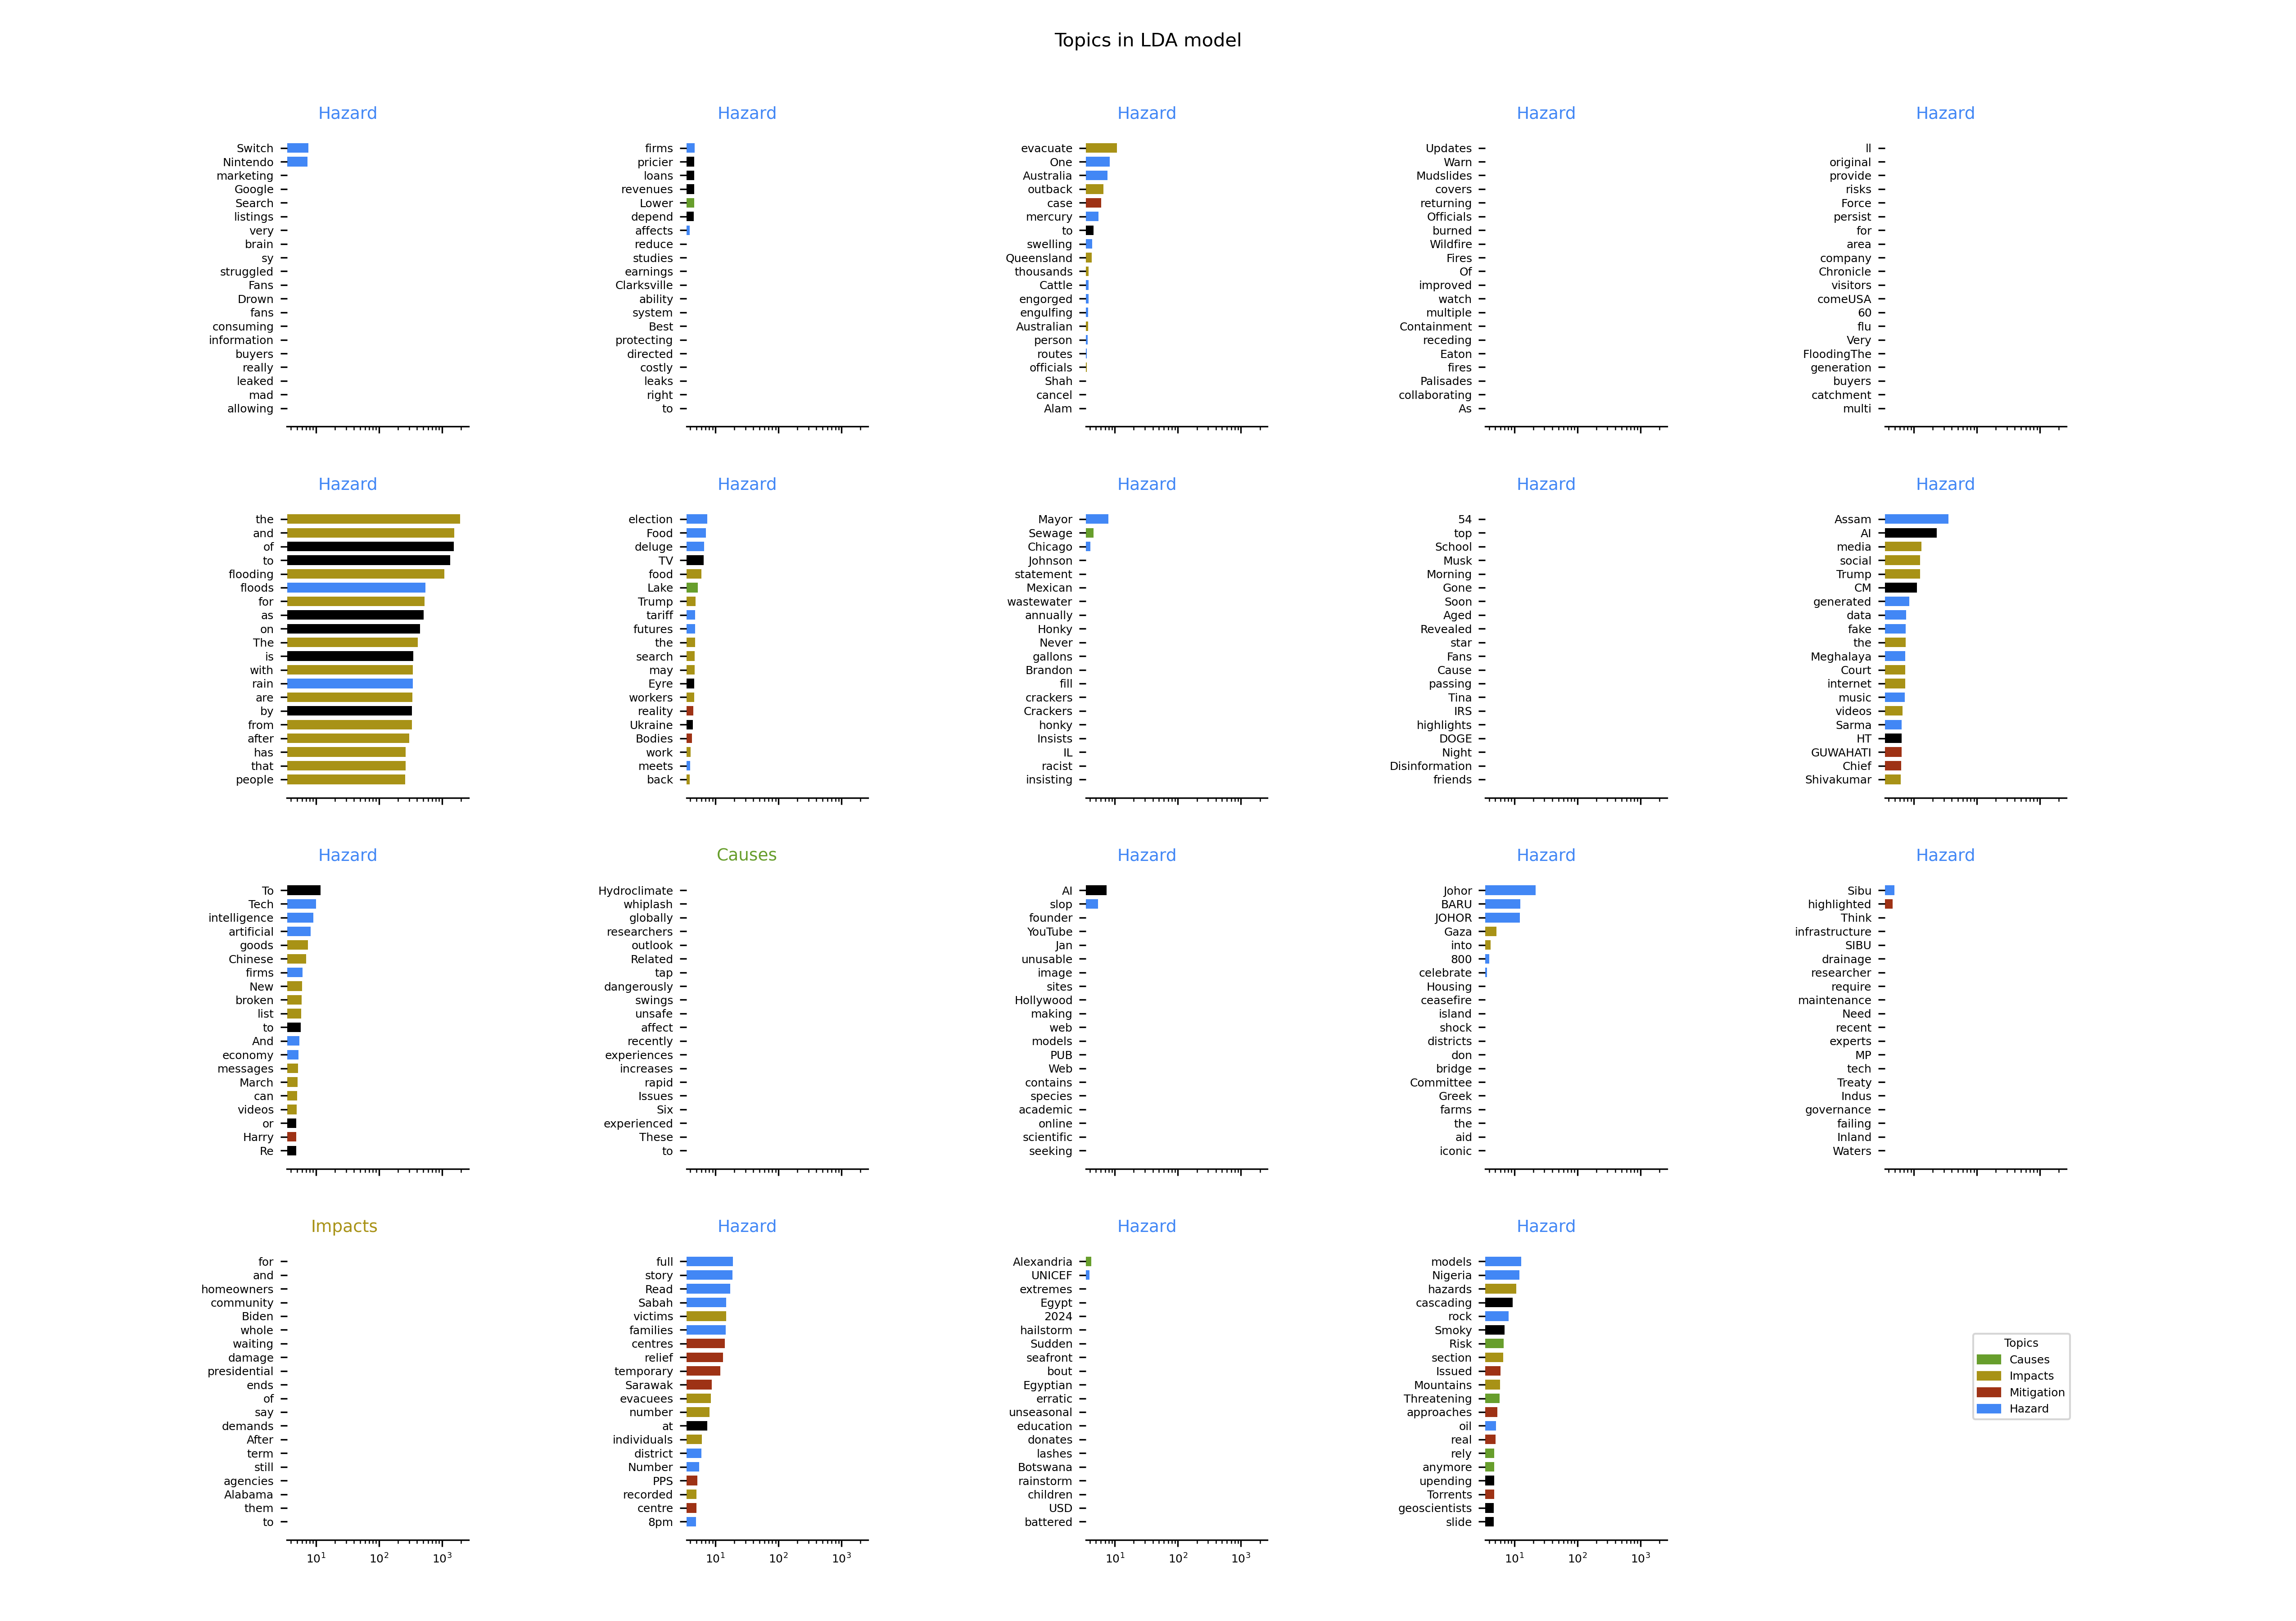 Topics in LDA model
Hazard
Switch
Nintendo
marketing
Google
Search
listings
very
brain
sy
struggled
Fans
Drown
fans
consuming
information
buyers
really
leaked
mad
allowing
Hazard
firms
pricier
loans
revenues
Lower
depend
affects
reduce
studies
earnings
Clarksville
ability
system
Best
protecting
directed
costly
leaks
right
to
Hazard
evacuate
One
Australia
outback
case
mercury
to
swelling
Queensland
thousands
Cattle
engorged
engulfing
Australian
person
routes
officials
Shah
cancel
Alam
Hazard
Updates
Warn
Mudslides
covers
returning
Officials
burned
Wildfire
Fires
Of
improved
watch
multiple
Containment
receding
Eaton
fires
Palisades
collaborating
As
Hazard
ll
original
provide
risks
Force
persist
for
area
company
Chronicle
visitors
comeUSA
60
flu
Very
FloodingThe
generation
buyers
catchment
multi
Hazard
the
and
of
to
flooding
floods
for
as
on
The
is
with
rain
are
by
from
after
has
that
people
Hazard
election
Food
deluge
TV
food
Lake
Trump
tariff
futures
the
search
may
Eyre
workers
reality
Ukraine
Bodies
work
meets
back
Hazard
Mayor
Sewage
Chicago
Johnson
statement
Mexican
wastewater
annually
Honky
Never
gallons
Brandon
fill
crackers
Crackers
honky
Insists
IL
racist
insisting
Hazard
54
top
School
Musk
Morning
Gone
Soon
Aged
Revealed
star
Fans
Cause
passing
Tina
IRS
highlights
DOGE
Night
Disinformation
friends
Hazard
Assam
AI
media
social
Trump
CM
generated
data
fake
the
Meghalaya
Court
internet
music
videos
Sarma
HT
GUWAHATI
Chief
Shivakumar
Hazard
To
Tech
intelligence
artificial
goods
Chinese
firms
New
broken
list
to
And
economy
messages
March
can
videos
or
Harry
Re
Causes
Hydroclimate
whiplash
globally
researchers
outlook
Related
tap
dangerously
swings
unsafe
affect
recently
experiences
increases
rapid
Issues
Six
experienced
These
to
Hazard
AI
slop
founder
YouTube
Jan
unusable
image
sites
Hollywood
making
web
models
PUB
Web
contains
species
academic
online
scientific
seeking
Hazard
Johor
BARU
JOHOR
Gaza
into
800
celebrate
Housing
ceasefire
island
shock
districts
don
bridge
Committee
Greek
farms
the
aid
iconic
Hazard
Sibu
highlighted
Think
infrastructure
SIBU
drainage
researcher
require
maintenance
Need
recent
experts
MP
tech
Treaty
Indus
governance
failing
Inland
Waters
Impacts
for
and
homeowners
community
Biden
whole
waiting
damage
presidential
ends
of
say
demands
After
term
still
agencies
Alabama
them
to
10¹ 10² 10³
Hazard
full
story
Read
Sabah
victims
families
centres
relief
temporary
Sarawak
evacuees
number
at
individuals
district
Number
PPS
recorded
centre
8pm
10¹ 10² 10³
Hazard
Alexandria
UNICEF
extremes
Egypt
2024
hailstorm
Sudden
seafront
bout
Egyptian
erratic
unseasonal
education
donates
lashes
Botswana
rainstorm
children
USD
battered
10¹ 10² 10³
Hazard
models
Nigeria
hazards
cascading
rock
Smoky
Risk
section
Issued
Mountains
Threatening
approaches
oil
real
rely
anymore
upending
Torrents
geoscientists
slide
10¹ 10² 10³
Topics
Causes
Impacts
Mitigation
Hazard